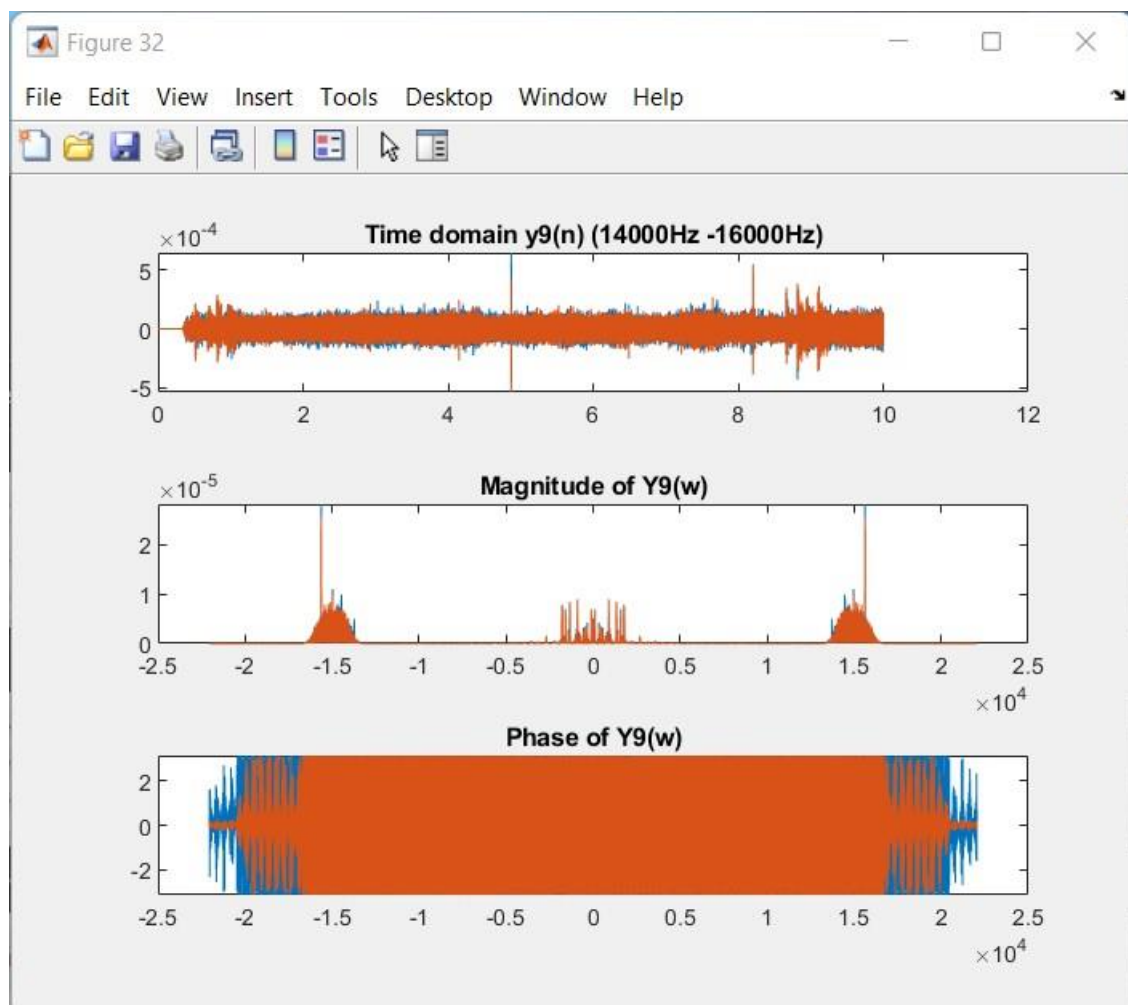 Figure 32
File Edit View Insert Tools Desktop Window Help
×10-4
Time domain y9(n) (14000Hz -16000Hz)
5
0
-5
0 2 4 6 8 10 12
×10-5
Magnitude of Y9(w)
2
1
0
-2.5 -2 -1.5 -1 -0.5 0 0.5 1 1.5 2 2.5
×104
Phase of Y9(w)
2
0
-2
-2.5 -2 -1.5 -1 -0.5 0 0.5 1 1.5 2 2.5
×104